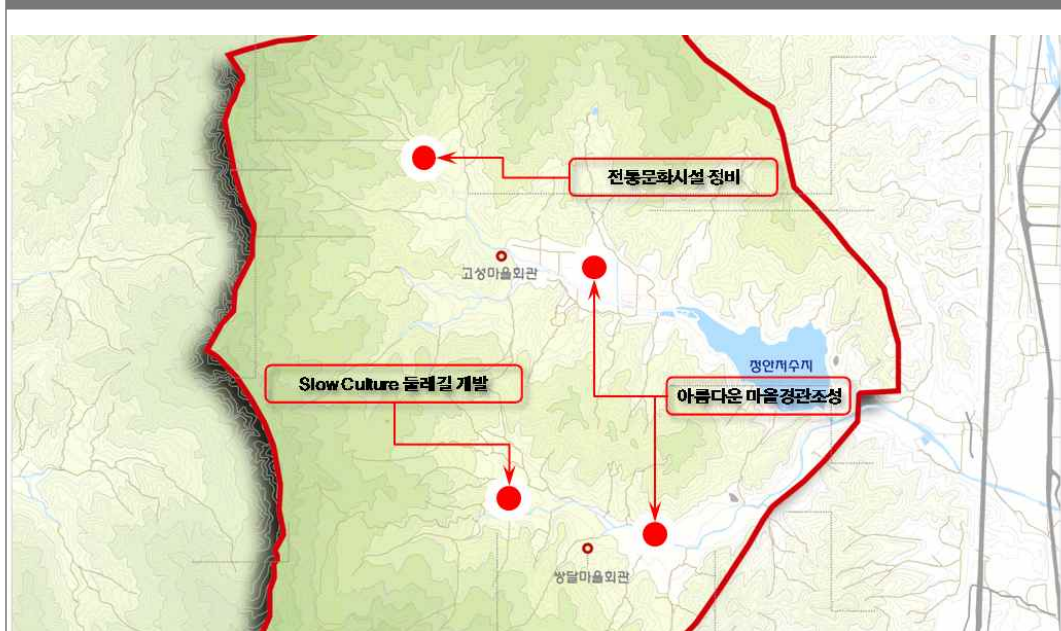 전통문화시설 정비
고성마을회관
정안저수지
Slow Culture 둘레길 개발
아름다운 마을경관조성
쌍달마을회관